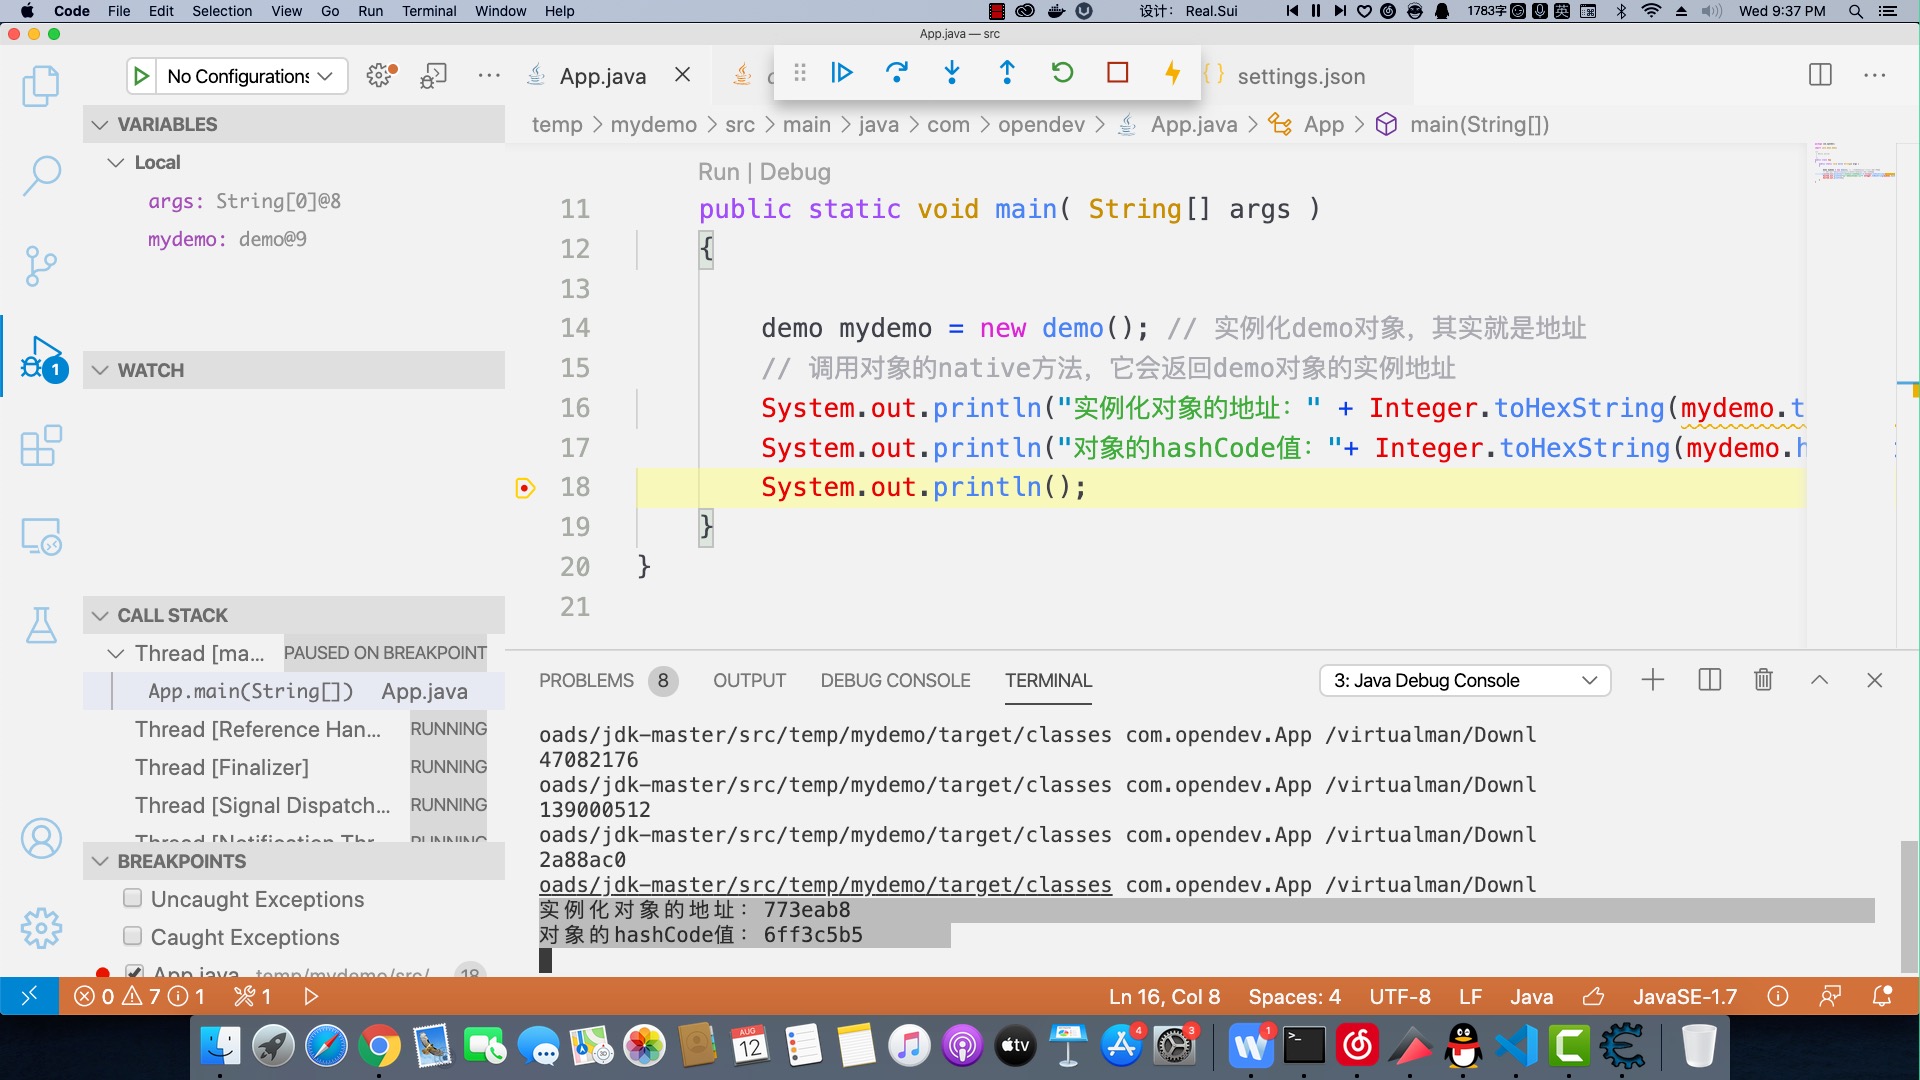 Code File Edit Selection View Go Run Terminal Window Help 设计: Real.Sui 1783字 英 Wed 9:37 PM
App.java — src
No Configurations App.java settings.json
temp > mydemo > src > main > java > com > opendev > App.java > App > main(String[])
VARIABLES
Local
args: String[0]@8
mydemo: demo@9
WATCH
CALL STACK
Thread [ma... PAUSED ON BREAKPOINT
App.main(String[]) App.java
Thread [Reference Han... RUNNING
Thread [Finalizer] RUNNING
Thread [Signal Dispatch... RUNNING
Thread [Notification Thr RUNNING
BREAKPOINTS
Uncaught Exceptions
Caught Exceptions
App.java temp/mydemo/src/ 18
1
Run | Debug
11 public static void main( String[] args )
12 {
13
14 demo mydemo = new demo(); // 实例化demo对象，其实就是地址
15 // 调用对象的native方法，它会返回demo对象的实例地址
16 System.out.println("实例化对象的地址：" + Integer.toHexString(mydemo.t
17 System.out.println("对象的hashCode值："+ Integer.toHexString(mydemo.h
18 System.out.println();
19 }
20 }
21
PROBLEMS 8 OUTPUT DEBUG CONSOLE TERMINAL 3: Java Debug Console
oads/jdk-master/src/temp/mydemo/target/classes com.opendev.App /virtualman/Downl
47082176
oads/jdk-master/src/temp/mydemo/target/classes com.opendev.App /virtualman/Downl
139000512
oads/jdk-master/src/temp/mydemo/target/classes com.opendev.App /virtualman/Downl
2a88ac0
oads/jdk-master/src/temp/mydemo/target/classes com.opendev.App /virtualman/Downl
实例化对象的地址：773eab8
对象的hashCode值：6ff3c5b5
0 7 1 1 Ln 16, Col 8 Spaces: 4 UTF-8 LF Java JavaSE-1.7
AUG 12 tv 4 3 1